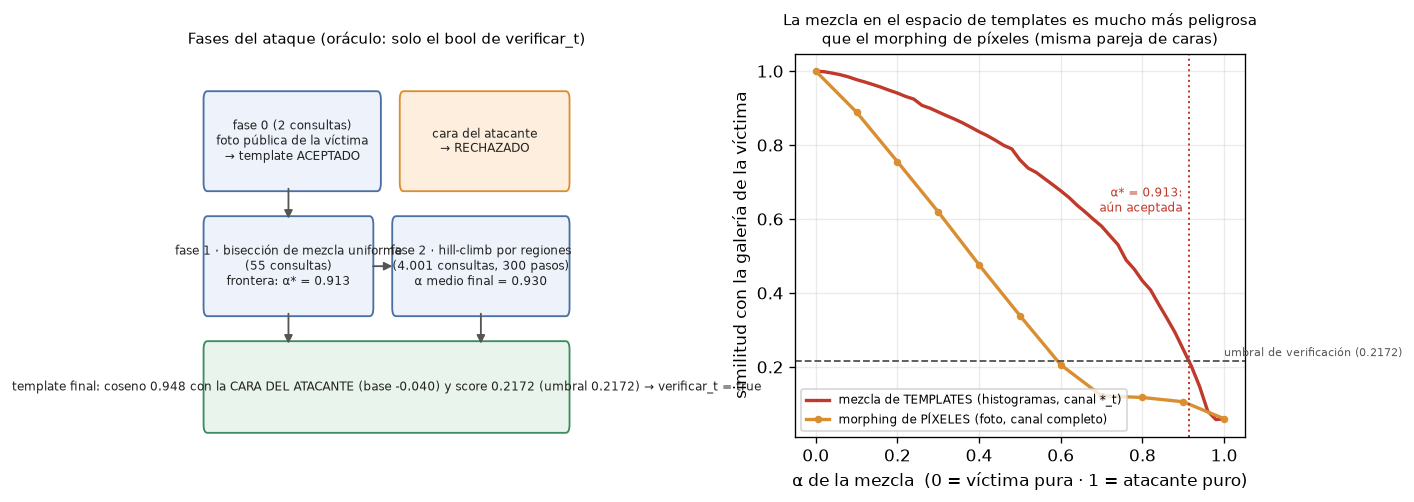 Fases del ataque (oráculo: solo el bool de verificar_t)
fase 0 (2 consultas)
foto pública de la víctima
→ template ACEPTADO
cara del atacante
→ RECHAZADO
fase 1 · bisección de mezcla uniforme
(55 consultas)
frontera: α* = 0.913
fase 2 · hill-climb por regiones
(4.001 consultas, 300 pasos)
α medio final = 0.930
template final: coseno 0.948 con la CARA DEL ATACANTE (base -0.040) y score 0.2172 (umbral 0.2172) → verificar_t = true
La mezcla en el espacio de templates es mucho más peligrosa
que el morphing de píxeles (misma pareja de caras)
similitud con la galería de la víctima
1.0
0.8
0.6
0.4
0.2
α* = 0.913:
aún aceptada
umbral de verificación (0.2172)
mezcla de TEMPLATES (histogramas, canal *_t)
morphing de PÍXELES (foto, canal completo)
0.0 0.2 0.4 0.6 0.8 1.0
α de la mezcla (0 = víctima pura · 1 = atacante puro)